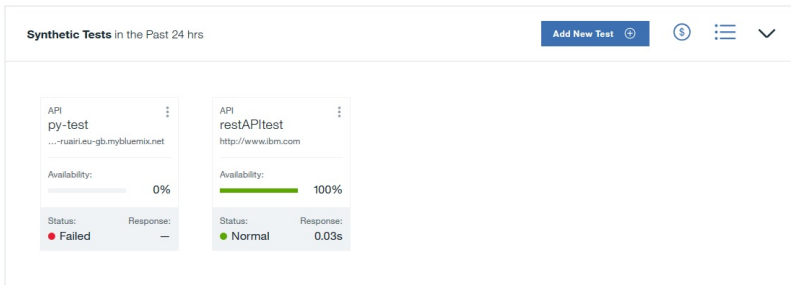 Synthetic Tests in the Past 24 hrs
Add New Test
API
py-test
...-ruairi.eu-gb.mybluemix.net
Availability:
0%
Status: Response:
Failed —
API
restAPItest
http://www.ibm.com
Availability:
100%
Status: Response:
Normal 0.03s